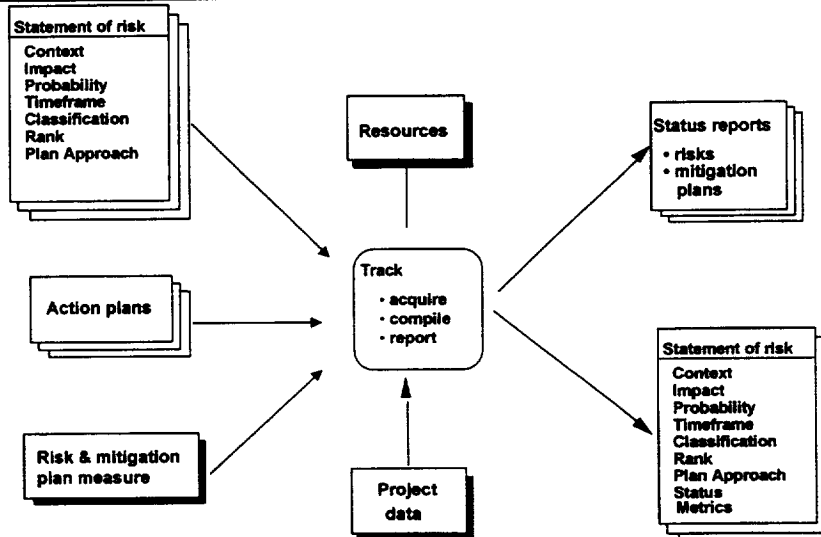 Statement of risk
Context
Impact
Probability
Timeframe
Classification
Rank
Plan Approach
Resources
Status reports
• risks
• mitigation
plans
Action plans
Track
• acquire
• compile
• report
Risk & mitigation
plan measure
Project
data
Statement of risk
Context
Impact
Probability
Timeframe
Classification
Rank
Plan Approach
Status
Metrics